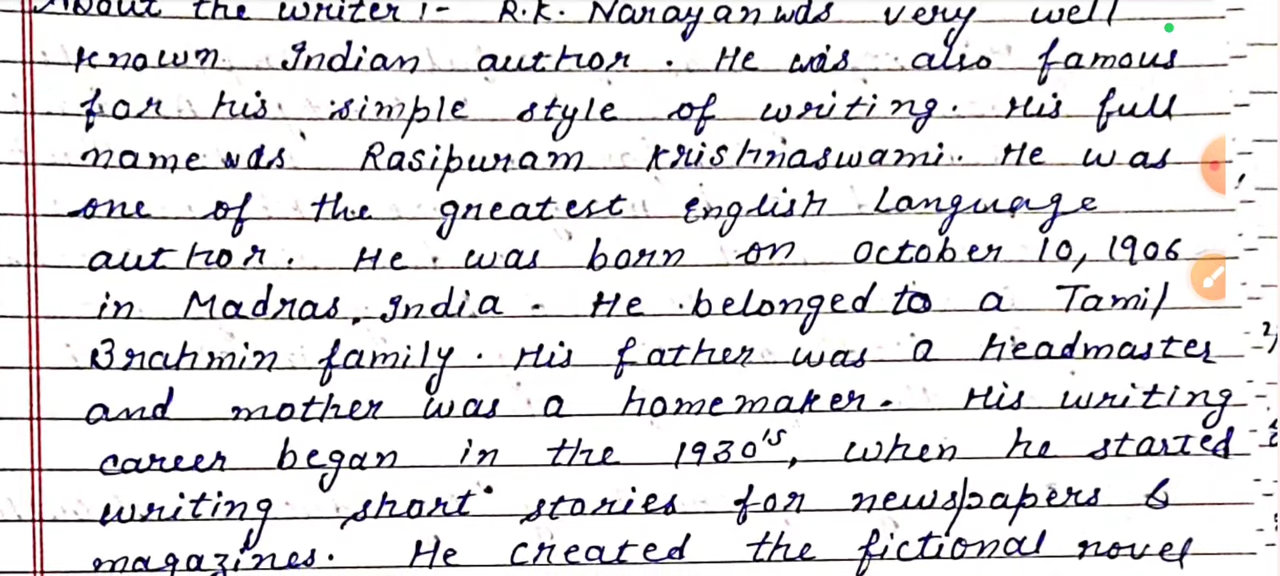 About the writer :- R.K. Narayan was very well
known Indian author. He was also famous
for his simple style of writing. His full
name was Rasipuram Krishnaswami. He was
one of the greatest English Language
author. He was born on October 10, 1906
in Madras, India. He belonged to a Tamil
Brahmin family. His father was a headmaster
and mother was a homemaker. His writing
career began in the 1930's, when he started
writing short stories for newspapers &
magazines. He created the fictional novel